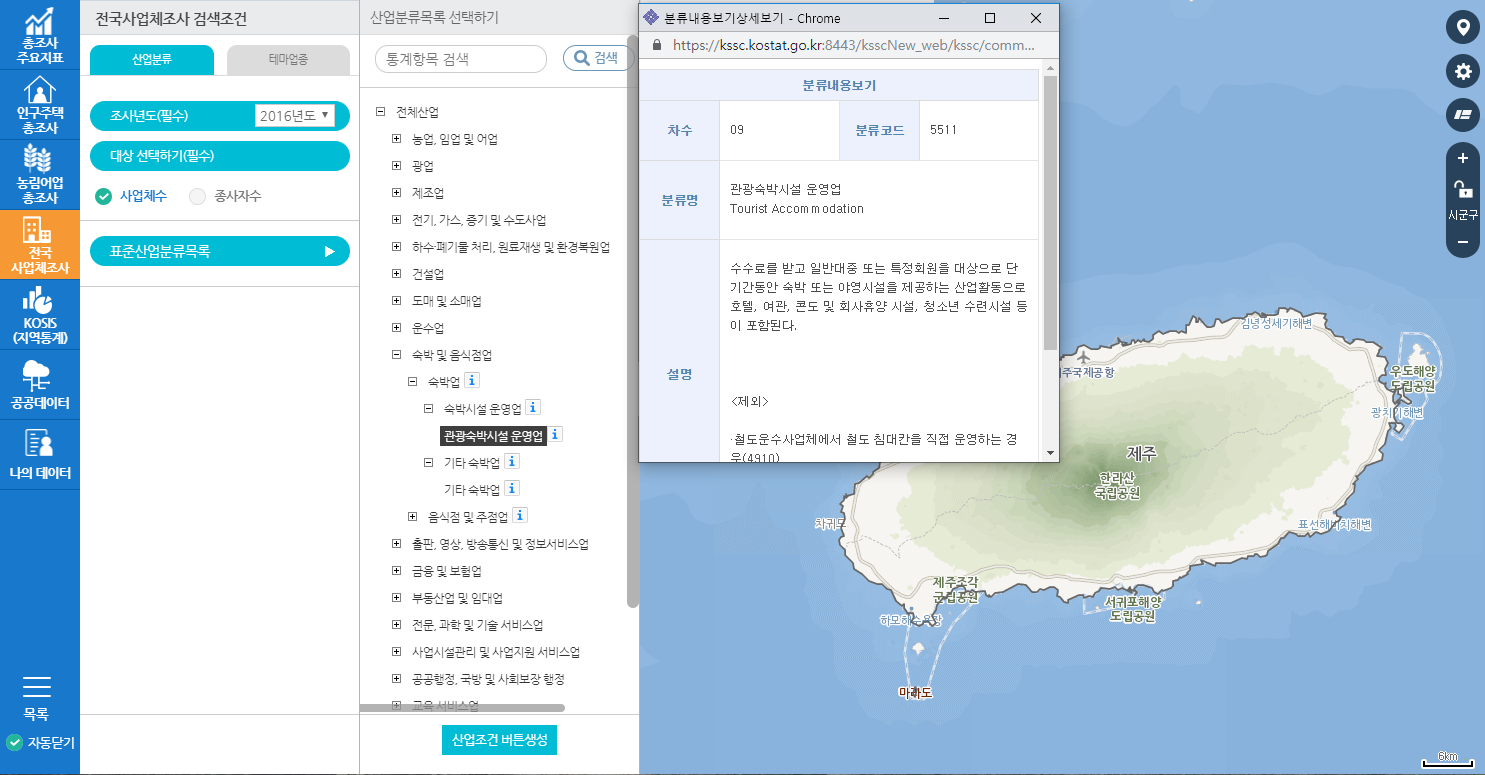 총조사
주요지표
인구주택
총조사
농림어업
총조사
전국
사업체조사
KOSIS
(지역통계)
공공데이터
나의 데이터
목록
자동닫기
전국사업체조사 검색조건
산업분류
테마업종
조사년도(필수)
2016년도
대상 선택하기(필수)
사업체수
종사자수
표준산업분류목록
산업분류목록 선택하기
통계항목 검색
검색
전체산업
농업, 임업 및 어업
광업
제조업
전기, 가스, 증기 및 수도사업
하수·폐기물 처리, 원료재생 및 환경복원업
건설업
도매 및 소매업
운수업
숙박 및 음식점업
숙박업
숙박시설 운영업
관광숙박시설 운영업
기타 숙박업
기타 숙박업
음식점 및 주점업
출판, 영상, 방송통신 및 정보서비스업
금융 및 보험업
부동산업 및 임대업
전문, 과학 및 기술 서비스업
사업시설관리 및 사업지원 서비스업
공공행정, 국방 및 사회보장 행정
교육 서비스업
산업조건 버튼생성
분류내용보기상세보기 - Chrome
https://kssc.kostat.go.kr:8443/ksscNew_web/kssc/comm...
분류내용보기
차수
09
분류코드
5511
분류명
관광숙박시설 운영업
Tourist Accommodation
설명
수수료를 받고 일반대중 또는 특정회원을 대상으로 단
기간동안 숙박 또는 야영시설을 제공하는 산업활동으로
호텔, 여관, 콘도 및 회사휴양 시설, 청소년 수련시설 등
이 포함된다.
<제외>
·철도운수사업체에서 철도 침대칸을 직접 운영하는 경
우(4910)
시군구
김녕성세기해변
주국제공항
우도해양
도립공원
광치기해변
제주
한라산
국립공원
차귀도
표선해비치해변
제주조각
군립공원
서귀포해양
도립공원
하모해수욕장
마라도
6km